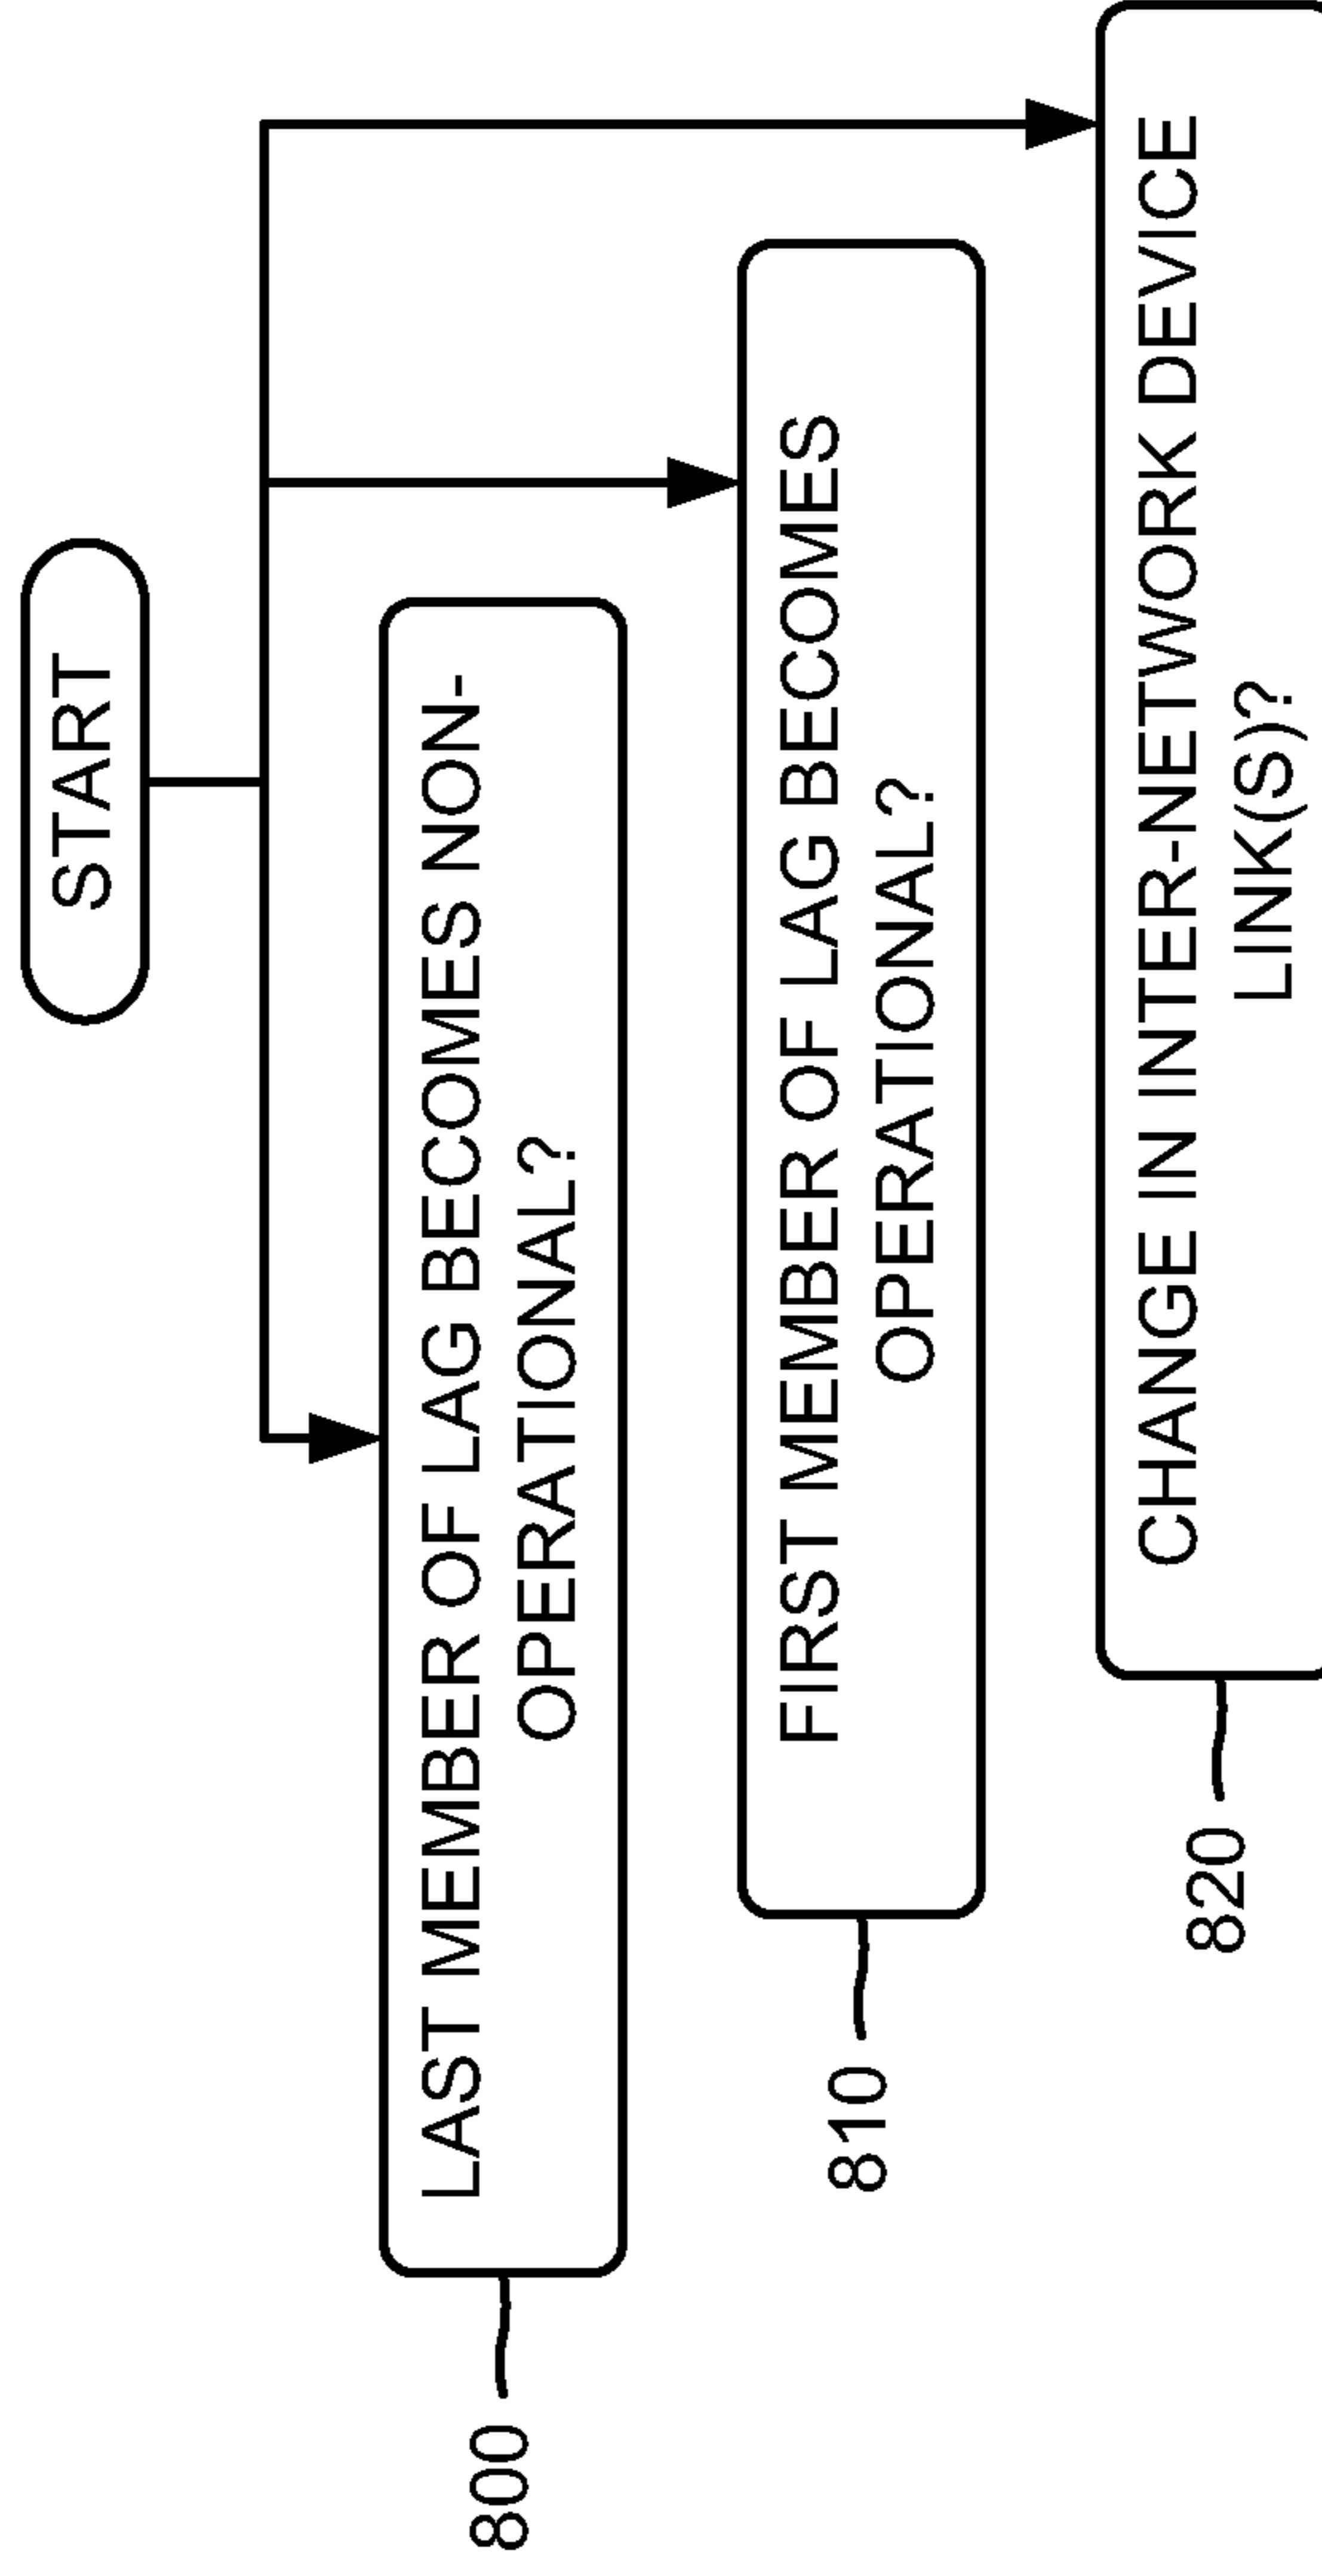 START
LAST MEMBER OF LAG BECOMES NON-
OPERATIONAL?
800
FIRST MEMBER OF LAG BECOMES
OPERATIONAL?
810
CHANGE IN INTER-NETWORK DEVICE
LINK(S)?
820